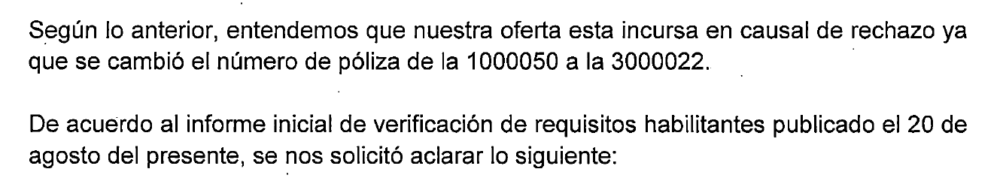 Según lo anterior, entendemos que nuestra oferta esta incursa en causal de rechazo ya
que se cambió el número de póliza de la 1000050 a la 3000022.
De acuerdo al informe inicial de verificación de requisitos habilitantes publicado el 20 de
agosto del presente, se nos solicitó aclarar lo siguiente: